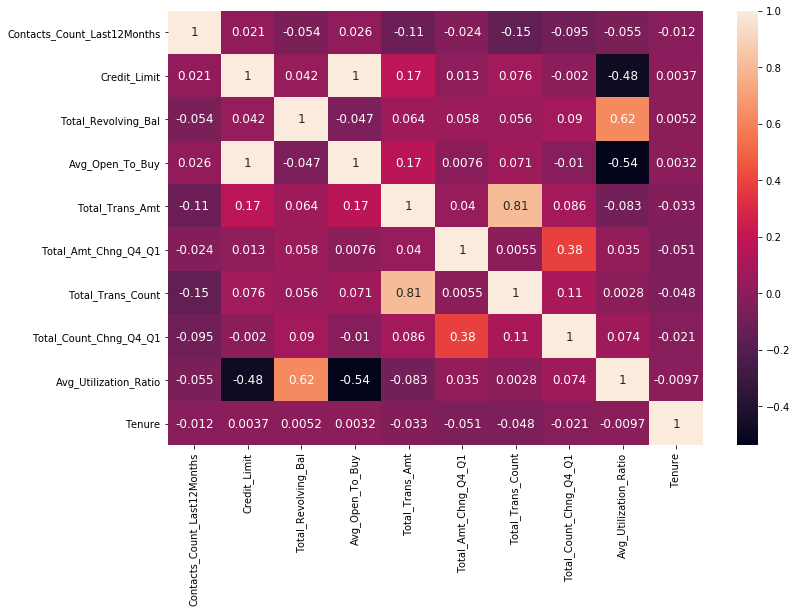 Contacts_Count_Last12Months 1 0.021 -0.054 0.026 -0.11 -0.024 -0.15 -0.095 -0.055 -0.012
Credit_Limit 0.021 1 0.042 1 0.17 0.013 0.076 -0.002 -0.48 0.0037
Total_Revolving_Bal -0.054 0.042 1 -0.047 0.064 0.058 0.056 0.09 0.62 0.0052
Avg_Open_To_Buy 0.026 1 -0.047 1 0.17 0.0076 0.071 -0.01 -0.54 0.0032
Total_Trans_Amt -0.11 0.17 0.064 0.17 1 0.04 0.81 0.086 -0.083 -0.033
Total_Amt_Chng_Q4_Q1 -0.024 0.013 0.058 0.0076 0.04 1 0.0055 0.38 0.035 -0.051
Total_Trans_Count -0.15 0.076 0.056 0.071 0.81 0.0055 1 0.11 0.0028 -0.048
Total_Count_Chng_Q4_Q1 -0.095 -0.002 0.09 -0.01 0.086 0.38 0.11 1 0.074 -0.021
Avg_Utilization_Ratio -0.055 -0.48 0.62 -0.54 -0.083 0.035 0.0028 0.074 1 -0.0097
Tenure -0.012 0.0037 0.0052 0.0032 -0.033 -0.051 -0.048 -0.021 -0.0097 1
Contacts_Count_Last12Months
Credit_Limit
Total_Revolving_Bal
Avg_Open_To_Buy
Total_Trans_Amt
Total_Amt_Chng_Q4_Q1
Total_Trans_Count
Total_Count_Chng_Q4_Q1
Avg_Utilization_Ratio
Tenure
1.0
0.8
0.6
0.4
0.2
0.0
−0.2
−0.4